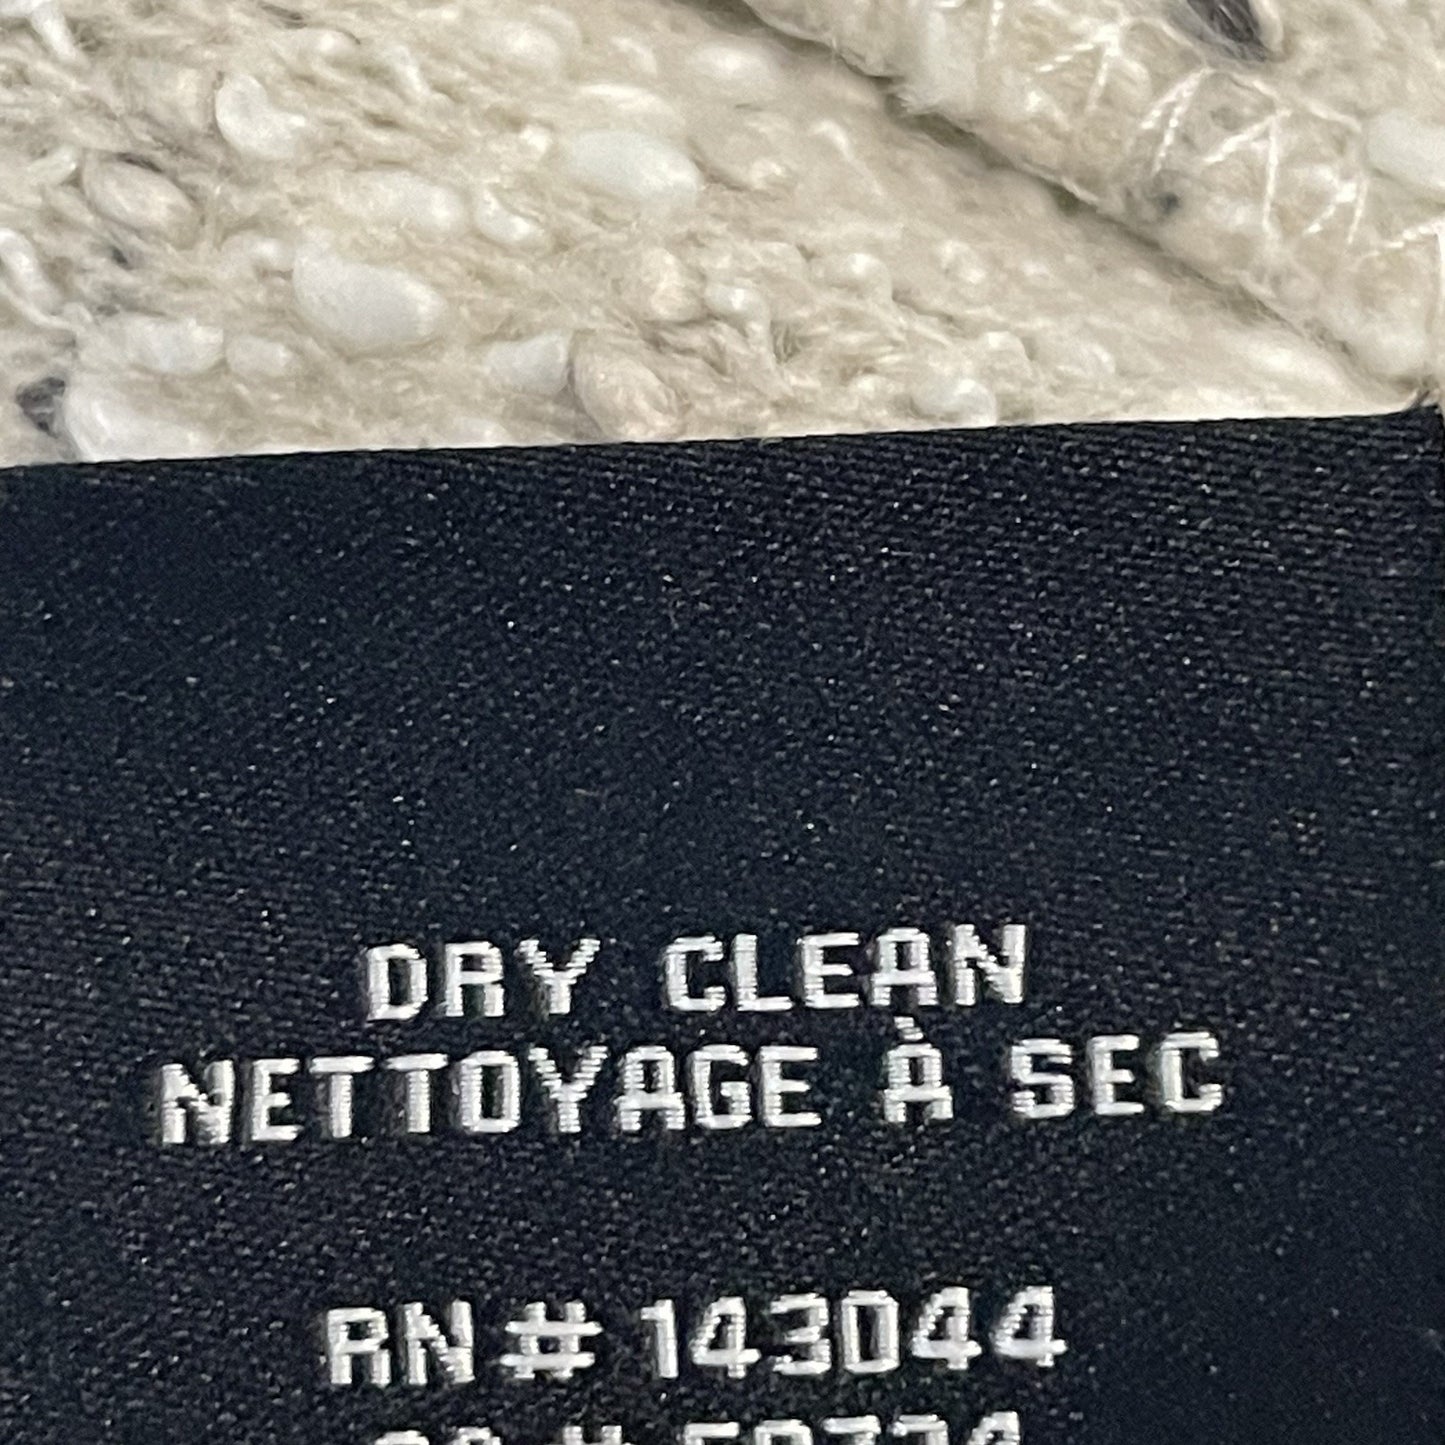 DRY CLEAN
NETTOYAGE À SEC
RN # 143044